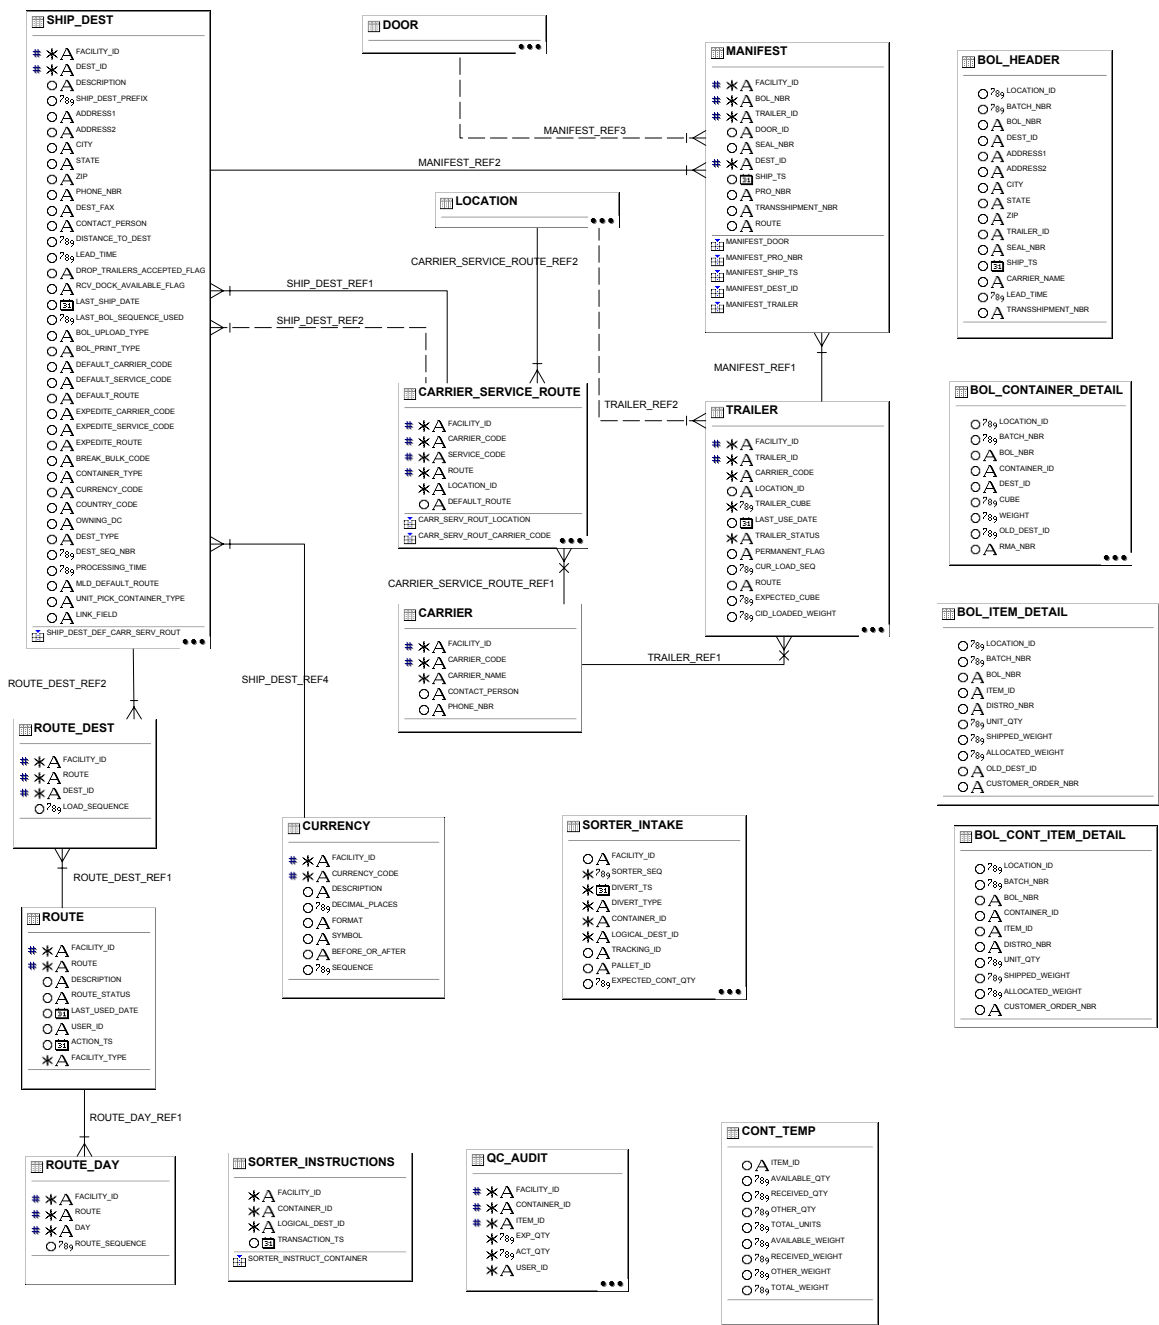 SHIP_DEST
FACILITY_ID
DEST_ID
DESCRIPTION
SHIP_DEST_PREFIX
ADDRESS1
ADDRESS2
CITY
STATE
ZIP
PHONE_NBR
DEST_FAX
CONTACT_PERSON
DISTANCE_TO_DEST
LEAD_TIME
DROP_TRAILERS_ACCEPTED_FLAG
RCV_DOCK_AVAILABLE_FLAG
LAST_SHIP_DATE
LAST_BOL_SEQUENCE_USED
BOL_UPLOAD_TYPE
BOL_PRINT_TYPE
DEFAULT_CARRIER_CODE
DEFAULT_SERVICE_CODE
DEFAULT_ROUTE
EXPEDITE_CARRIER_CODE
EXPEDITE_SERVICE_CODE
EXPEDITE_ROUTE
BREAK_BULK_CODE
CONTAINER_TYPE
CURRENCY_CODE
COUNTRY_CODE
OWNING_DC
DEST_TYPE
DEST_SEQ_NBR
PROCESSING_TIME
MLD_DEFAULT_ROUTE
UNIT_PICK_CONTAINER_TYPE
LINK_FIELD
SHIP_DEST_DEF_CARR_SERV_ROUT
DOOR
MANIFEST_REF3
MANIFEST_REF2
MANIFEST
FACILITY_ID
BOL_NBR
TRAILER_ID
DOOR_ID
SEAL_NBR
DEST_ID
SHIP_TS
PRO_NBR
TRANSSHIPMENT_NBR
ROUTE
MANIFEST_DOOR
MANIFEST_PRO_NBR
MANIFEST_SHIP_TS
MANIFEST_DEST_ID
MANIFEST_TRAILER
BOL_HEADER
LOCATION_ID
BATCH_NBR
BOL_NBR
DEST_ID
ADDRESS1
ADDRESS2
CITY
STATE
ZIP
TRAILER_ID
SEAL_NBR
SHIP_TS
CARRIER_NAME
LEAD_TIME
TRANSSHIPMENT_NBR
LOCATION
CARRIER_SERVICE_ROUTE_REF2
SHIP_DEST_REF1
SHIP_DEST_REF2
MANIFEST_REF1
TRAILER_REF2
CARRIER_SERVICE_ROUTE
FACILITY_ID
CARRIER_CODE
SERVICE_CODE
ROUTE
LOCATION_ID
DEFAULT_ROUTE
CARR_SERV_ROUT_LOCATION
CARR_SERV_ROUT_CARRIER_CODE
TRAILER
FACILITY_ID
TRAILER_ID
CARRIER_CODE
LOCATION_ID
TRAILER_CUBE
LAST_USE_DATE
TRAILER_STATUS
PERMANENT_FLAG
CUR_LOAD_SEQ
ROUTE
EXPECTED_CUBE
CID_LOADED_WEIGHT
BOL_CONTAINER_DETAIL
LOCATION_ID
BATCH_NBR
BOL_NBR
CONTAINER_ID
DEST_ID
CUBE
WEIGHT
OLD_DEST_ID
RMA_NBR
CARRIER_SERVICE_ROUTE_REF1
CARRIER
FACILITY_ID
CARRIER_CODE
CARRIER_NAME
CONTACT_PERSON
PHONE_NBR
TRAILER_REF1
BOL_ITEM_DETAIL
LOCATION_ID
BATCH_NBR
BOL_NBR
ITEM_ID
DISTRO_NBR
UNIT_QTY
SHIPPED_WEIGHT
ALLOCATED_WEIGHT
OLD_DEST_ID
CUSTOMER_ORDER_NBR
ROUTE_DEST_REF2
SHIP_DEST_REF4
ROUTE_DEST
FACILITY_ID
ROUTE
DEST_ID
LOAD_SEQUENCE
ROUTE_DEST_REF1
CURRENCY
FACILITY_ID
CURRENCY_CODE
DESCRIPTION
DECIMAL_PLACES
FORMAT
SYMBOL
BEFORE_OR_AFTER
SEQUENCE
SORTER_INTAKE
FACILITY_ID
SORTER_SEQ
DIVERT_TS
DIVERT_TYPE
CONTAINER_ID
LOGICAL_DEST_ID
TRACKING_ID
PALLET_ID
EXPECTED_CONT_QTY
BOL_CONT_ITEM_DETAIL
LOCATION_ID
BATCH_NBR
BOL_NBR
CONTAINER_ID
ITEM_ID
DISTRO_NBR
UNIT_QTY
SHIPPED_WEIGHT
ALLOCATED_WEIGHT
CUSTOMER_ORDER_NBR
ROUTE
FACILITY_ID
ROUTE
DESCRIPTION
ROUTE_STATUS
LAST_USED_DATE
USER_ID
ACTION_TS
FACILITY_TYPE
ROUTE_DAY_REF1
ROUTE_DAY
FACILITY_ID
ROUTE
DAY
ROUTE_SEQUENCE
SORTER_INSTRUCTIONS
FACILITY_ID
CONTAINER_ID
LOGICAL_DEST_ID
TRANSACTION_TS
SORTER_INSTRUCT_CONTAINER
QC_AUDIT
FACILITY_ID
CONTAINER_ID
ITEM_ID
EXP_QTY
ACT_QTY
USER_ID
CONT_TEMP
ITEM_ID
AVAILABLE_QTY
RECEIVED_QTY
OTHER_QTY
TOTAL_UNITS
AVAILABLE_WEIGHT
RECEIVED_WEIGHT
OTHER_WEIGHT
TOTAL_WEIGHT